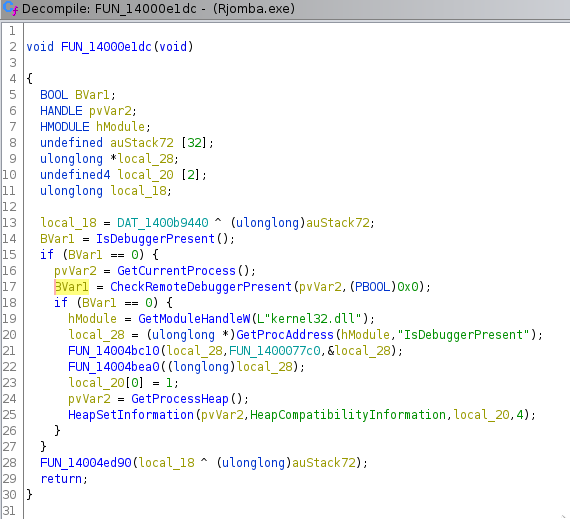 Decompile: FUN_14000e1dc - (Rjomba.exe)
1
2 void FUN_14000e1dc(void)
3
4 {
5 BOOL BVar1;
6 HANDLE pvVar2;
7 HMODULE hModule;
8 undefined auStack72 [32];
9 ulonglong *local_28;
10 undefined4 local_20 [2];
11 ulonglong local_18;
12
13 local_18 = DAT_1400b9440 ^ (ulonglong)auStack72;
14 BVar1 = IsDebuggerPresent();
15 if (BVar1 == 0) {
16 pvVar2 = GetCurrentProcess();
17 BVar1 = CheckRemoteDebuggerPresent(pvVar2,(PBOOL)0x0);
18 if (BVar1 == 0) {
19 hModule = GetModuleHandleW(L"kernel32.dll");
20 local_28 = (ulonglong *)GetProcAddress(hModule,"IsDebuggerPresent");
21 FUN_14004bc10(local_28,FUN_1400077c0,&local_28);
22 FUN_14004bea0((longlong)local_28);
23 local_20[0] = 1;
24 pvVar2 = GetProcessHeap();
25 HeapSetInformation(pvVar2,HeapCompatibilityInformation,local_20,4);
26 }
27 }
28 FUN_14004ed90(local_18 ^ (ulonglong)auStack72);
29 return;
30 }
31